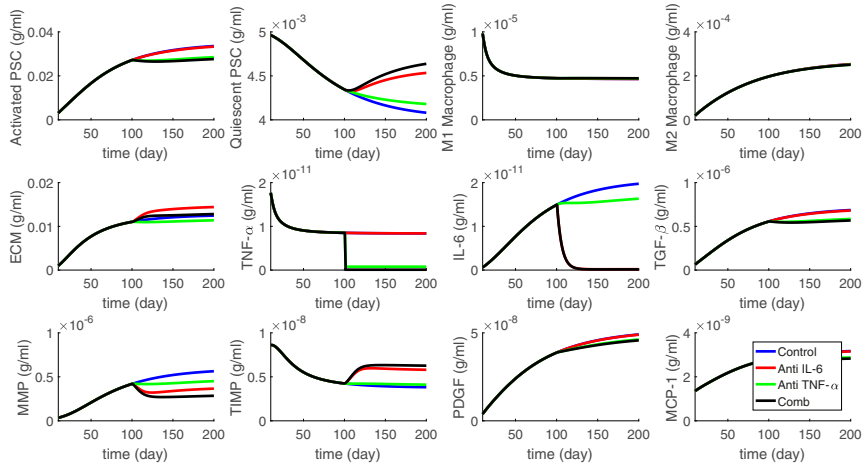 Activated PSC (g/ml)
0.04
0.02
0
50 100 150 200
time (day)
Quiescent PSC (g/ml)
×10-3
5
4.5
4
50 100 150 200
time (day)
M1 Macrophage (g/ml)
×10-5
1
0.5
0
50 100 150 200
time (day)
M2 Macrophage (g/ml)
×10-4
4
2
0
50 100 150 200
time (day)
ECM (g/ml)
0.02
0.01
0
50 100 150 200
time (day)
TNF-α (g/ml)
×10-11
2
1
0
50 100 150 200
time (day)
IL-6 (g/ml)
×10-11
2
1
0
50 100 150 200
time (day)
TGF-β (g/ml)
×10-6
1
0.5
0
50 100 150 200
time (day)
MMP (g/ml)
×10-6
1
0.5
0
50 100 150 200
time (day)
TIMP (g/ml)
×10-8
1
0.5
0
50 100 150 200
time (day)
PDGF (g/ml)
×10-8
5
0
50 100 150 200
time (day)
MCP-1 (g/ml)
×10-9
4
2
0
50 100 150 200
time (day)
Control
Anti IL-6
Anti TNF-α
Comb